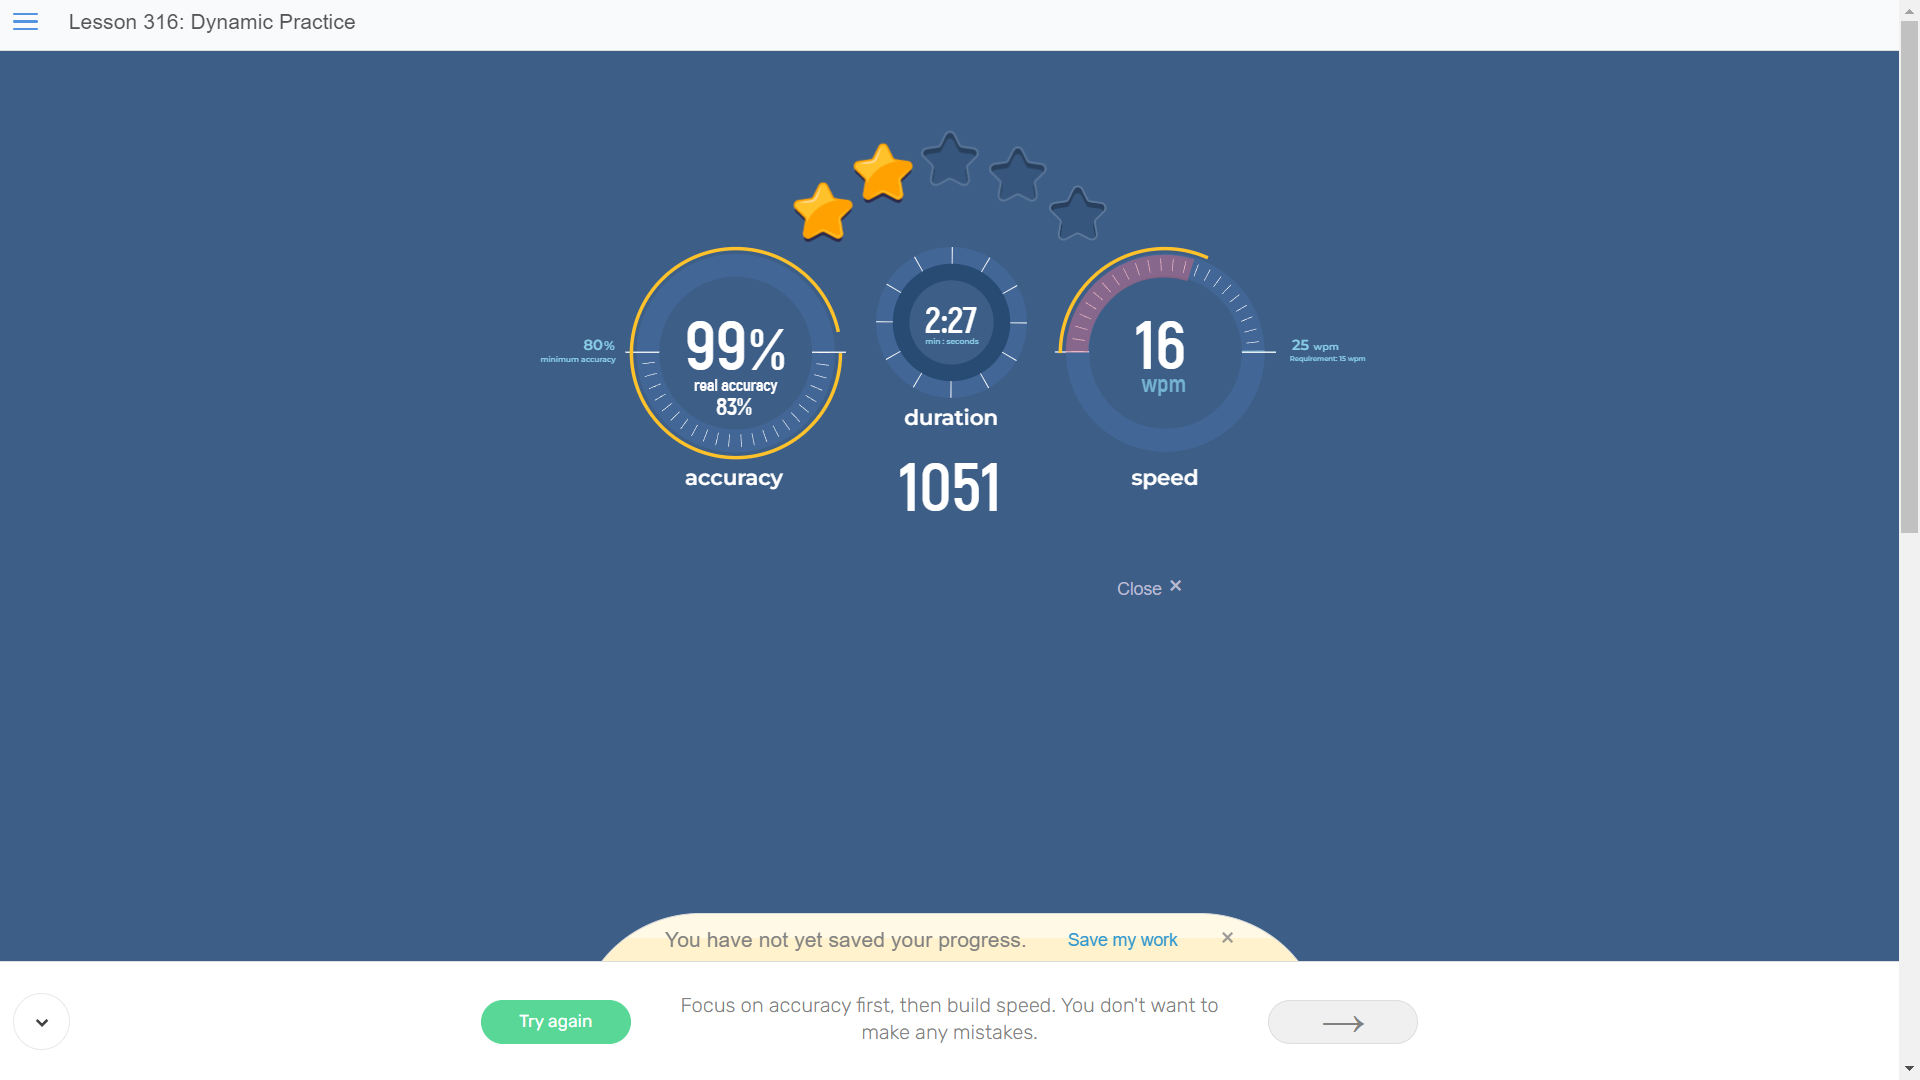 Lesson 316: Dynamic Practice
99%
real accuracy
83%
80%
minimum accuracy
accuracy
2:27
min : seconds
duration
1051
16
wpm
25 wpm
Requirement: 15 wpm
speed
Close ×
You have not yet saved your progress. Save my work ×
Try again
Focus on accuracy first, then build speed. You don't want to
make any mistakes.